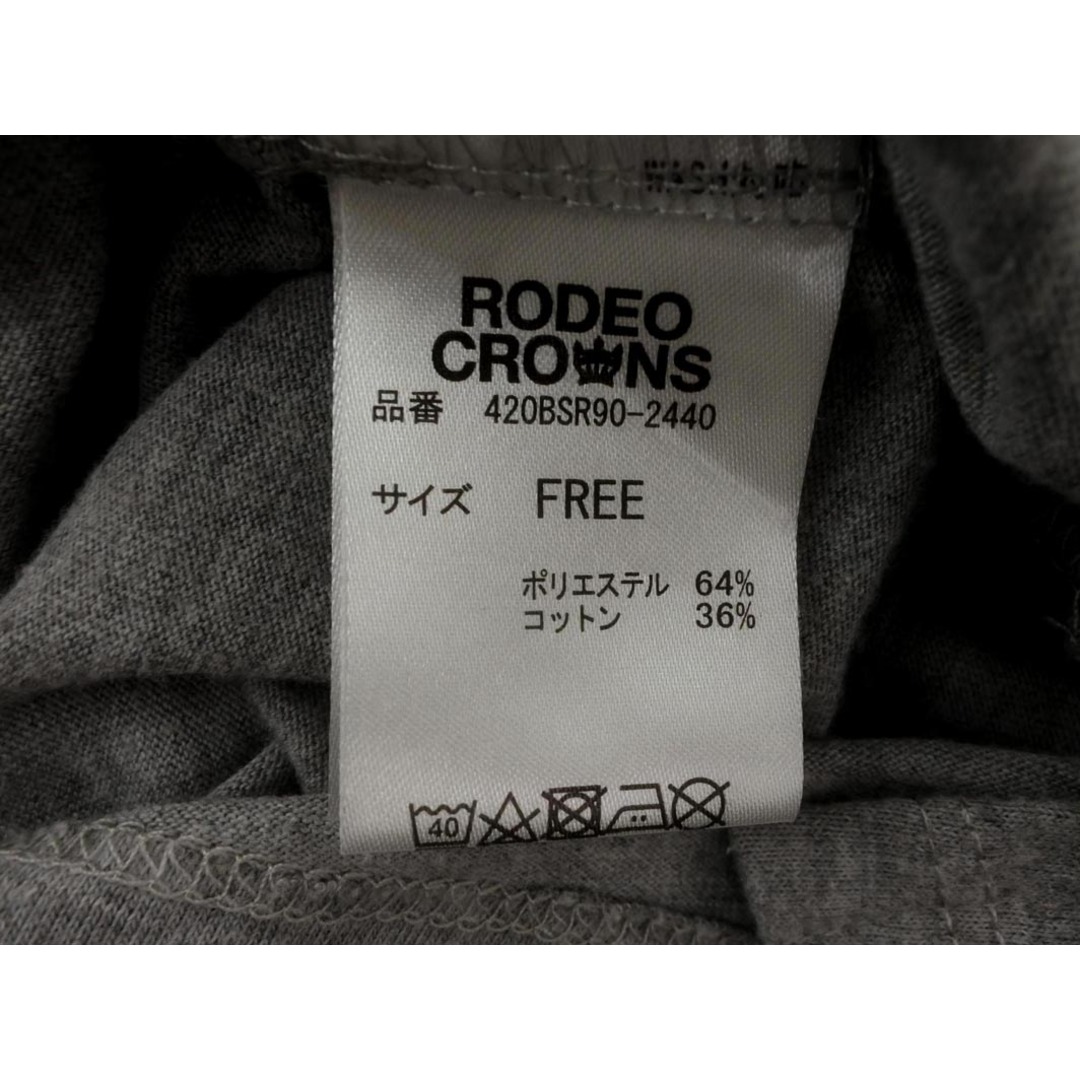 RODEO
CROWNS
品番 420BSR90-2440
サイズ FREE
ポリエステル 64%
コットン 36%
40